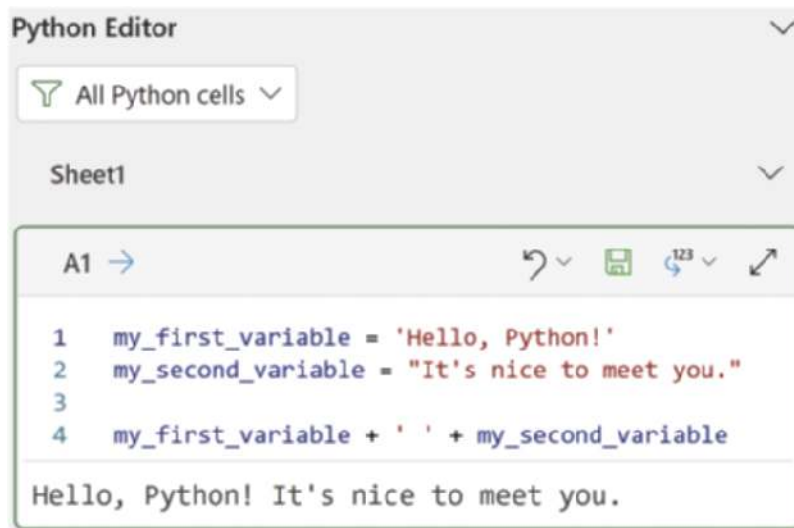 Python Editor
All Python cells
Sheet1
A1
123
1 my_first_variable = 'Hello, Python!'
2 my_second_variable = "It's nice to meet you."
3
4 my_first_variable + ' ' + my_second_variable
Hello, Python! It's nice to meet you.